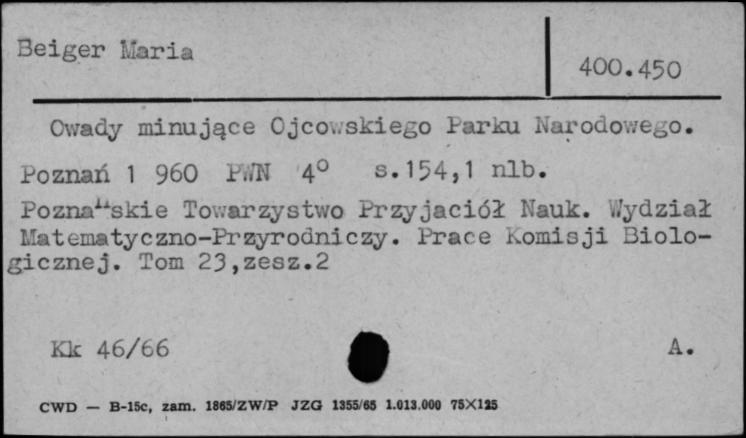 Beiger Maria
400.450
Owady minujące Ojcowskiego Parku Narodowego.
Poznań 1 960 PWN 4° s.154,1 nlb.
Poznańskie Towarzystwo Przyjaciół Nauk. Wydział
Matematyczno-Przyrodniczy. Prace Komisji Biolo-
gicznej. Tom 23,zesz.2
Kk 46/66
A.
CWD — B-15c, zam. 1865/ZW/P JZG 1355/65 1.013.000 75×125